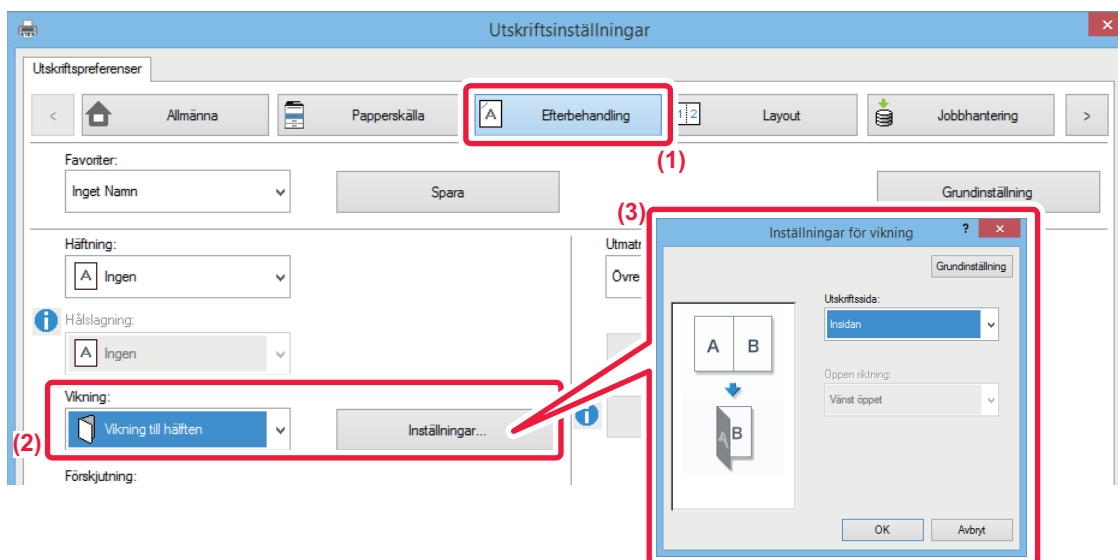 Utskriftsinställningar
Utskriftspreferenser
< Allmänna Papperskälla A Efterbehandling 1 2 Layout Jobbhantering >
(1)
Favoriter:
Inget Namn Spara Grundinställning
(3)
Inställningar för vikning ? ×
Grundinställning
Häftning:
A Ingen
Övre
Utskriftssida:
Insidan
Hålslagning:
A Ingen
A B
Öppen riktning:
Vänst öppet
Vikning:
(2) Vikning till hälften Inställningar...
A B
Förskjutning:
OK Avbryt